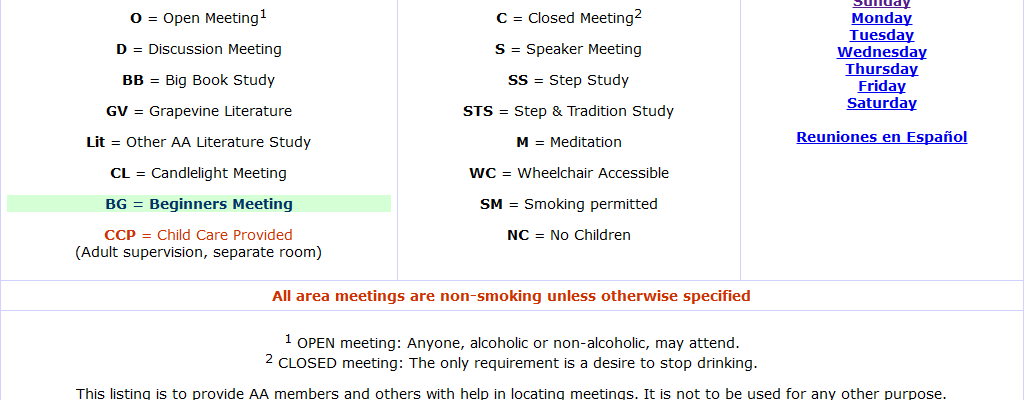 O = Open Meeting1
D = Discussion Meeting
BB = Big Book Study
GV = Grapevine Literature
Lit = Other AA Literature Study
CL = Candlelight Meeting
BG = Beginners Meeting
CCP = Child Care Provided
(Adult supervision, separate room)
C = Closed Meeting2
S = Speaker Meeting
SS = Step Study
STS = Step & Tradition Study
M = Meditation
WC = Wheelchair Accessible
SM = Smoking permitted
NC = No Children
Sunday
Monday
Tuesday
Wednesday
Thursday
Friday
Saturday
Reuniones en Español
All area meetings are non-smoking unless otherwise specified
1 OPEN meeting: Anyone, alcoholic or non-alcoholic, may attend.
2 CLOSED meeting: The only requirement is a desire to stop drinking.
This listing is to provide AA members and others with help in locating meetings. It is not to be used for any other purpose.